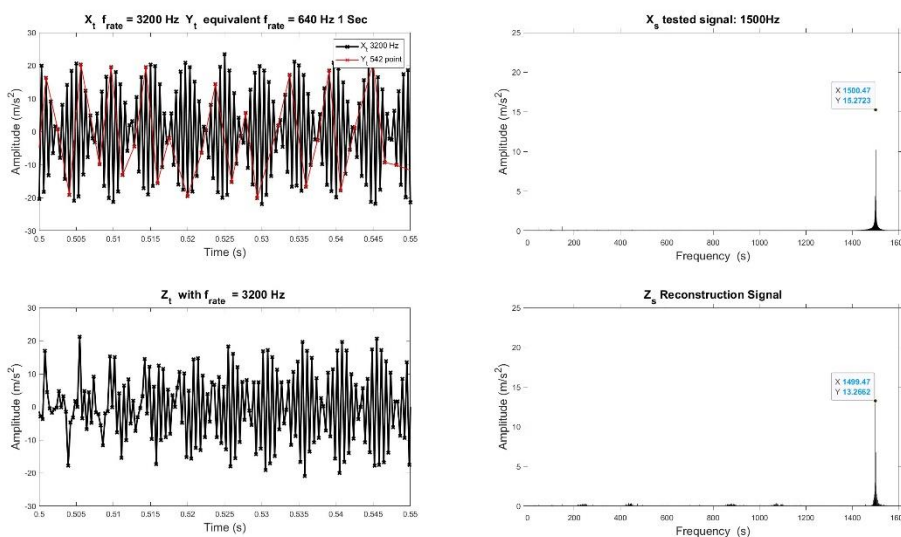 X_t f_rate = 3200 Hz Y_t equivalent f_rate = 640 Hz 1 Sec
30
20
10
0
-10
-20
-30
Amplitude (m/s²)
X_t 3200 Hz
Y_t 542 point
0.5 0.505 0.51 0.515 0.52 0.525 0.53 0.535 0.54 0.545 0.55
Time (s)
X_s tested signal: 1500Hz
25
20
15
10
5
0
Amplitude (m/s²)
X 1500.47
Y 15.2723
0 200 400 600 800 1000 1200 1400 1600
Frequency (s)
Z_t with f_rate = 3200 Hz
30
20
10
0
-10
-20
-30
Amplitude (m/s²)
0.5 0.505 0.51 0.515 0.52 0.525 0.53 0.535 0.54 0.545 0.55
Time (s)
Z_s Reconstruction Signal
25
20
15
10
5
0
Amplitude (m/s²)
X 1499.47
Y 13.2662
0 200 400 600 800 1000 1200 1400 1600
Frequency (s)